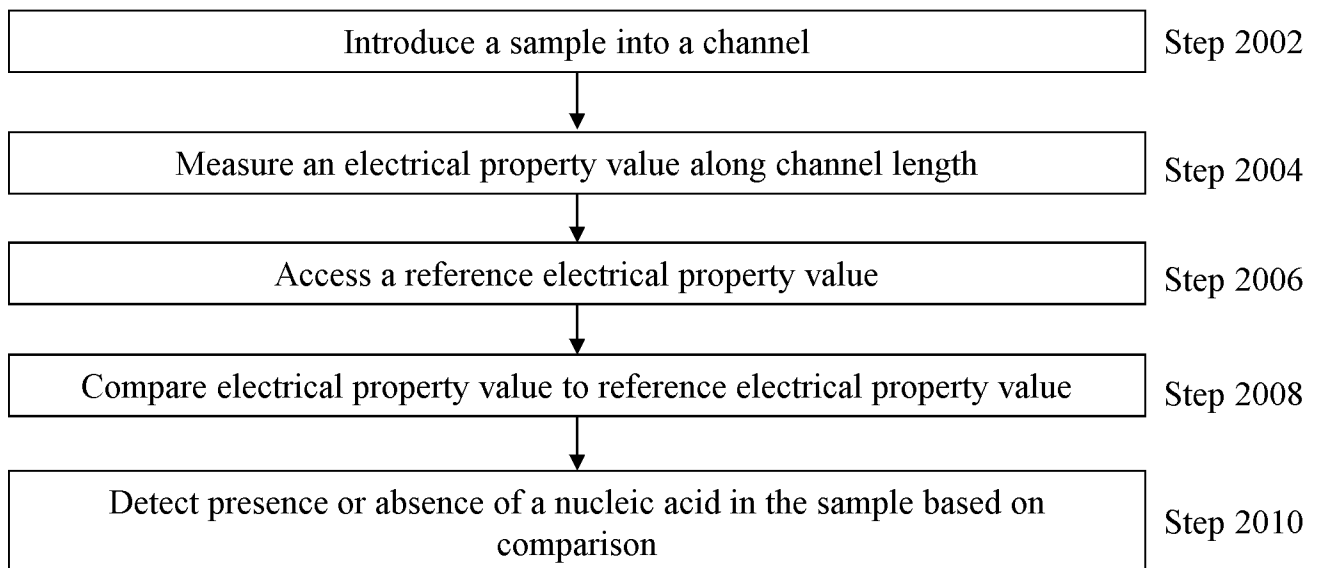 Introduce a sample into a channel
Step 2002
Measure an electrical property value along channel length
Step 2004
Access a reference electrical property value
Step 2006
Compare electrical property value to reference electrical property value
Step 2008
Detect presence or absence of a nucleic acid in the sample based on
comparison
Step 2010